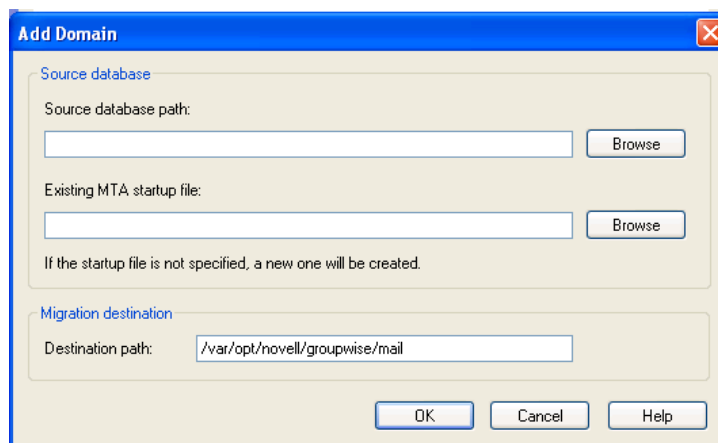 Add Domain
Source database
Source database path:
Browse
Existing MTA startup file:
Browse
If the startup file is not specified, a new one will be created.
Migration destination
Destination path: /var/opt/novell/groupwise/mail
OK Cancel Help